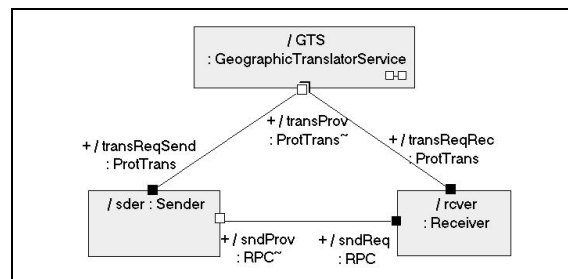 / GTS
: GeographicTranslatorService
+ / transProv
: ProtTrans~
+ / transReqSend
: ProtTrans
+ / transReqRec
: ProtTrans
/ sder : Sender
/ rcver
: Receiver
+ / sndProv
: RPC~
+ / sndReq
: RPC